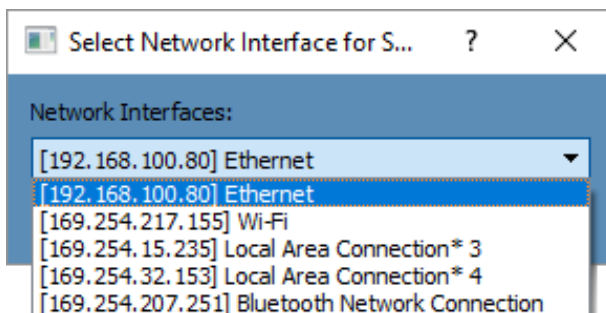 Select Network Interface for S...
Network Interfaces:
[192.168.100.80] Ethernet
[192.168.100.80] Ethernet
[169.254.217.155] Wi-Fi
[169.254.15.235] Local Area Connection* 3
[169.254.32.153] Local Area Connection* 4
[169.254.207.251] Bluetooth Network Connection